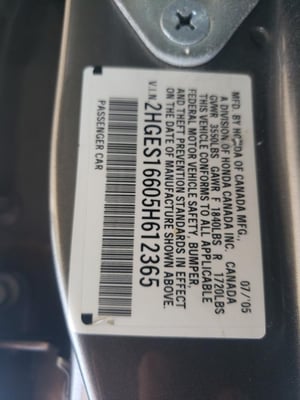 MFD. BY HONDA OF CANADA MFG.,
A DIVISION OF HONDA CANADA INC. CANADA 07/'05
GVWR 3550LBS GAWR F 1840LBS R 1720LBS
THIS VEHICLE CONFORMS TO ALL APPLICABLE
FEDERAL MOTOR VEHICLE SAFETY, BUMPER,
AND THEFT PREVENTION STANDARDS IN EFFECT
ON THE DATE OF MANUFACTURE SHOWN ABOVE.
V.I.N. 2HGES16605H612365
PASSENGER CAR